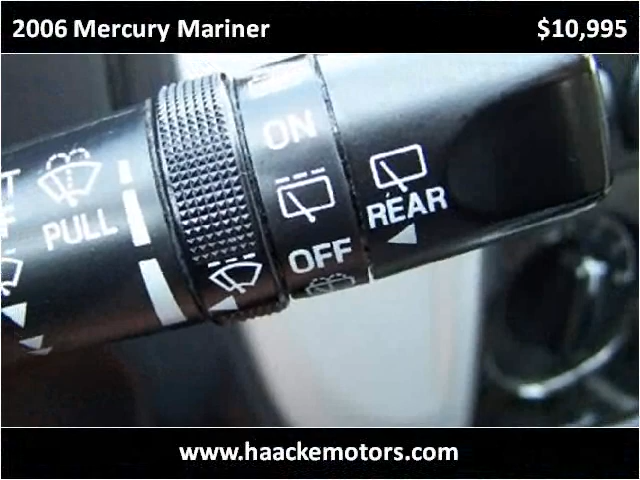 2006 Mercury Mariner $10,995
ON
PULL
REAR
OFF
www.haackemotors.com